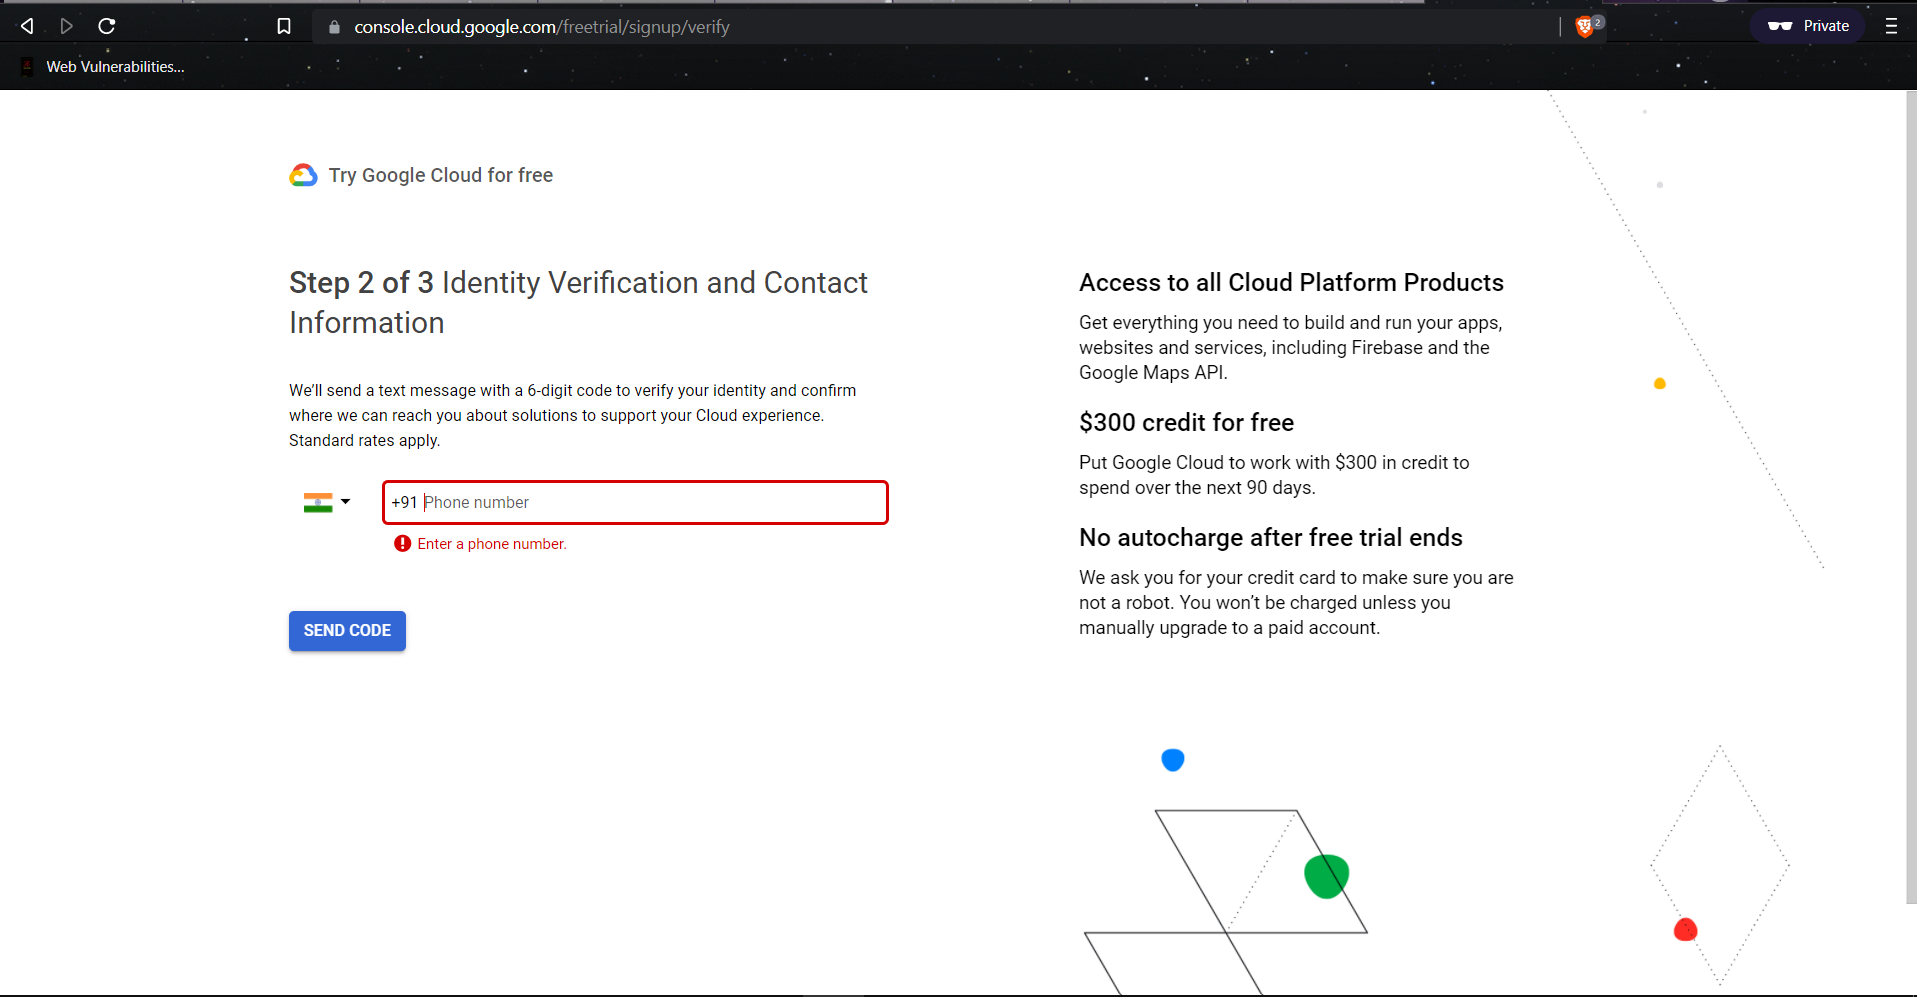 console.cloud.google.com/freetrial/signup/verify
2
Private
Web Vulnerabilities...
Try Google Cloud for free
Step 2 of 3 Identity Verification and Contact
Information
We’ll send a text message with a 6-digit code to verify your identity and confirm
where we can reach you about solutions to support your Cloud experience.
Standard rates apply.
+91 Phone number
Enter a phone number.
SEND CODE
Access to all Cloud Platform Products
Get everything you need to build and run your apps,
websites and services, including Firebase and the
Google Maps API.
$300 credit for free
Put Google Cloud to work with $300 in credit to
spend over the next 90 days.
No autocharge after free trial ends
We ask you for your credit card to make sure you are
not a robot. You won’t be charged unless you
manually upgrade to a paid account.